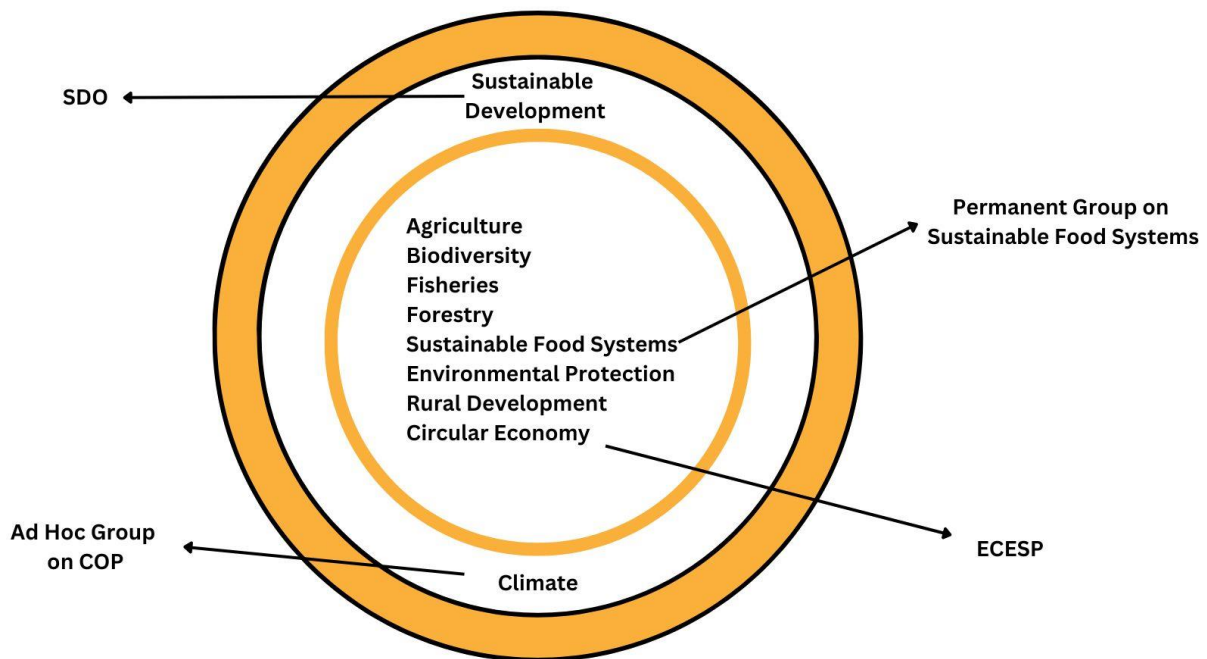 Sustainable
Development
SDO
Permanent Group on
Sustainable Food Systems
Agriculture
Biodiversity
Fisheries
Forestry
Sustainable Food Systems
Environmental Protection
Rural Development
Circular Economy
Ad Hoc Group
on COP
ECESP
Climate